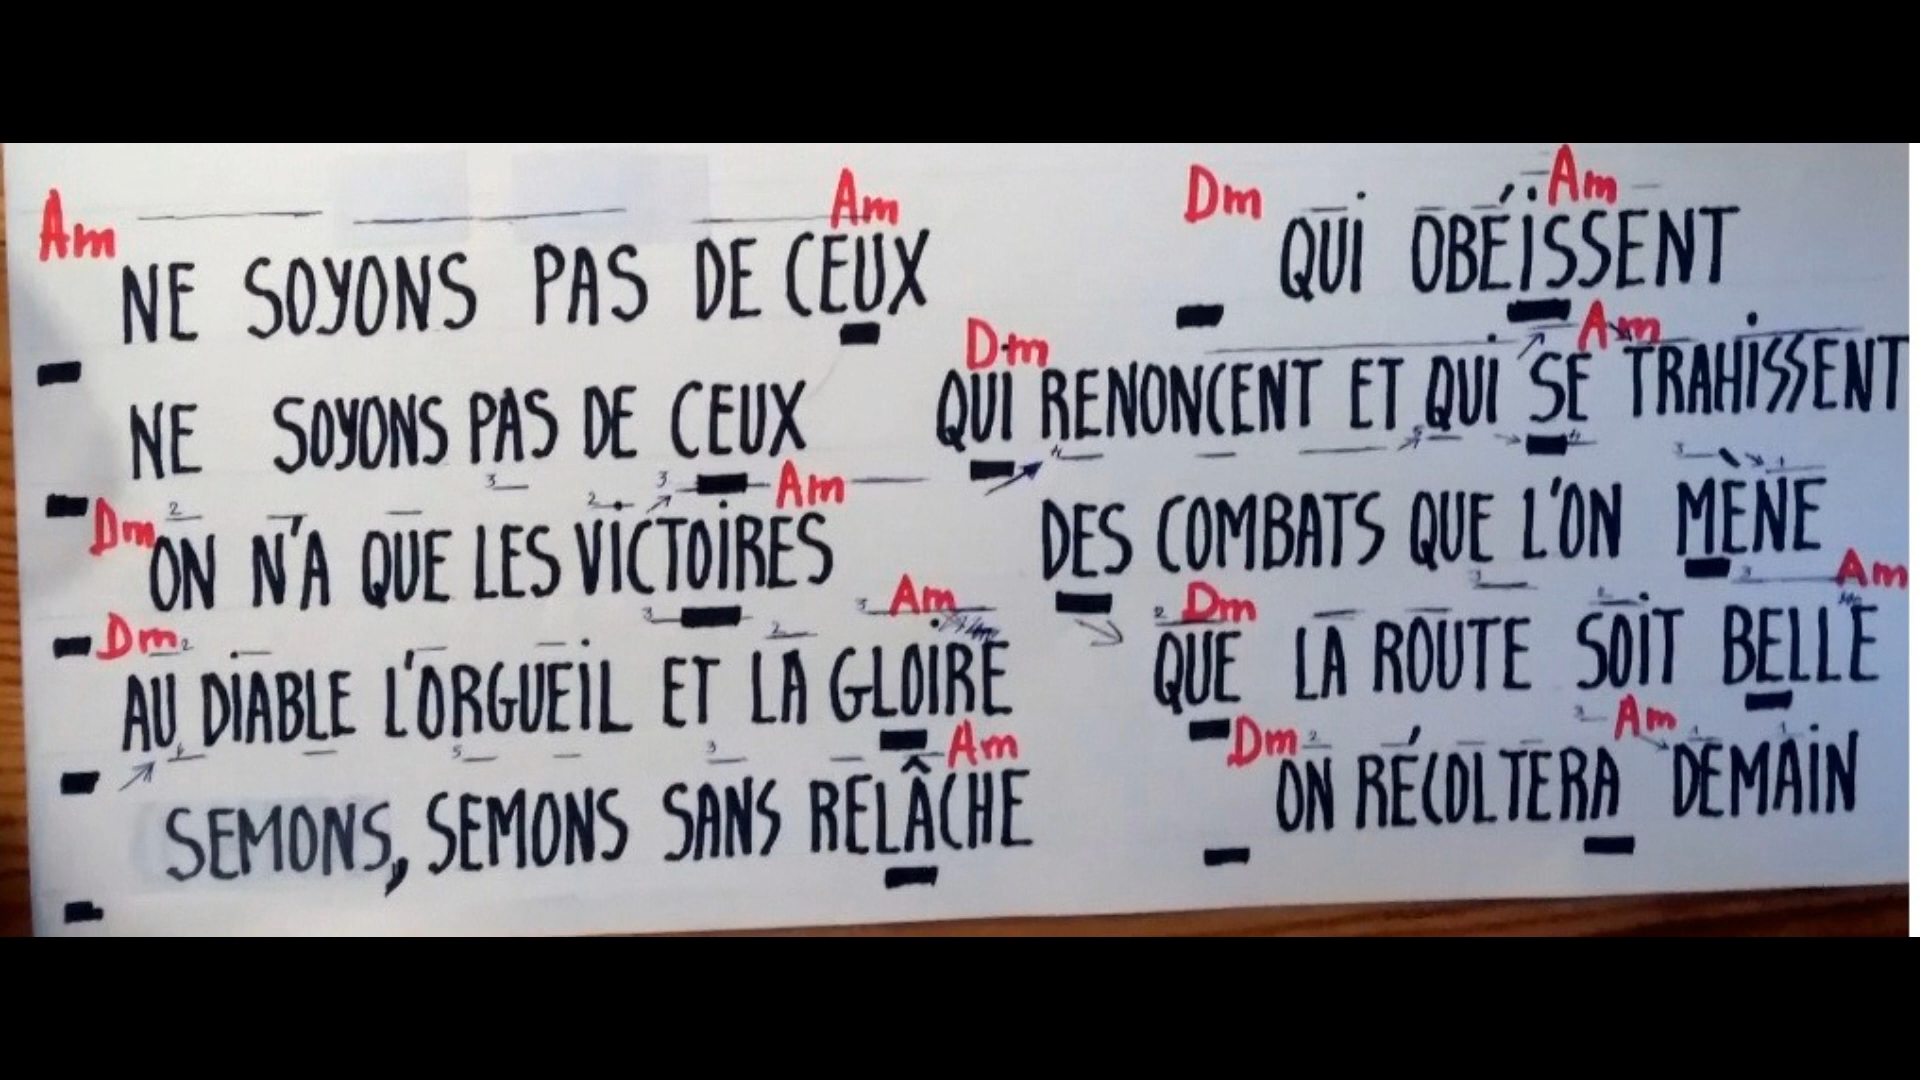 Am Am Dm Am
NE SOYONS PAS DE CEUX QUI OBÉISSENT
Dm Am
NE SOYONS PAS DE CEUX QUI RENONCENT ET QUI SE TRAHISSENT
Dm Am
ON N'A QUE LES VICTOIRES DES COMBATS QUE L'ON MÈNE
Dm Am Dm Am
AU DIABLE L'ORGUEIL ET LA GLOIRE QUE LA ROUTE SOIT BELLE
Am Dm Am
SEMONS, SEMONS SANS RELÂCHE ON RÉCOLTERA DEMAIN